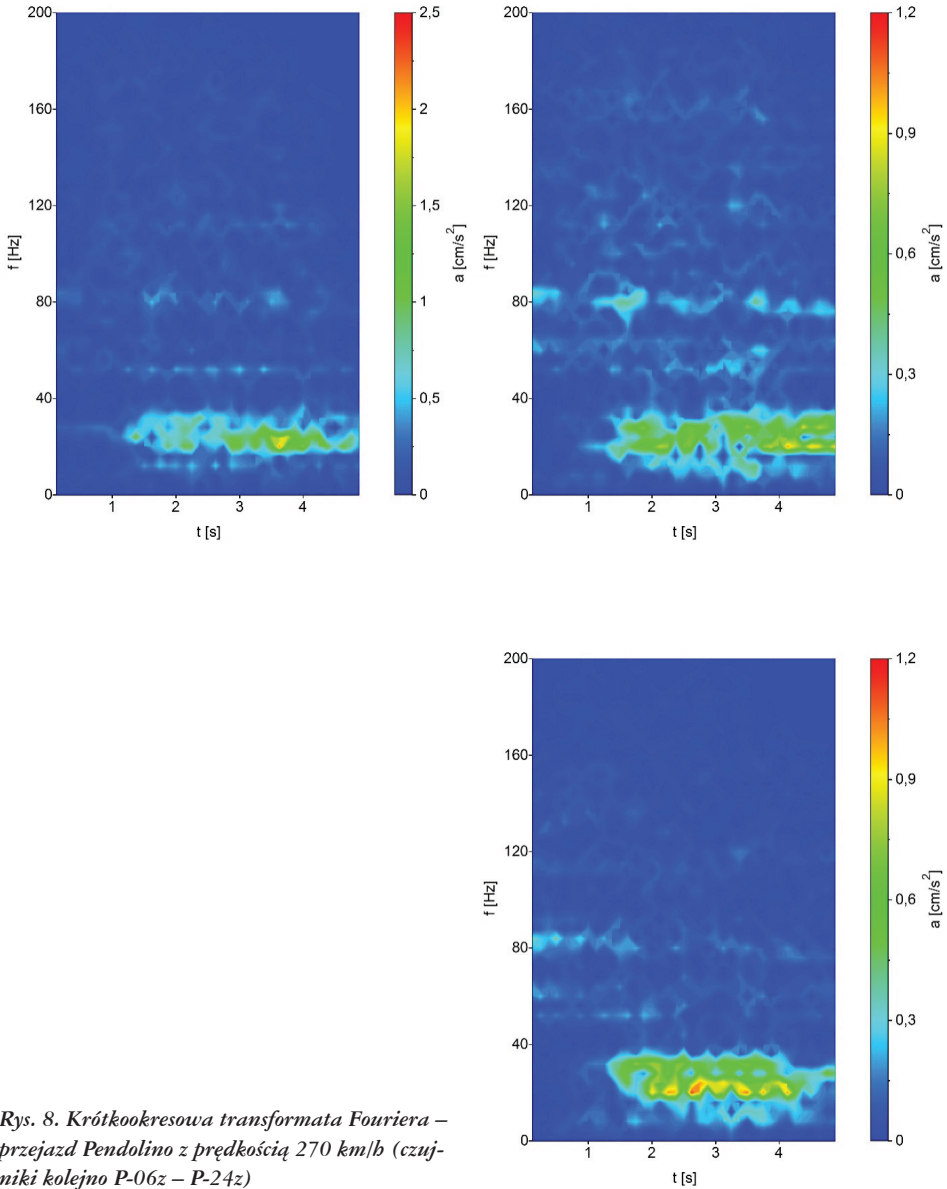 200
160
120
80
40
0
f [Hz]
1 2 3 4
t [s]
2,5
2
1,5
1
0,5
0
a [cm/s²]
200
160
120
80
40
0
f [Hz]
1 2 3 4
t [s]
1,2
0,9
0,6
0,3
0
a [cm/s²]
200
160
120
80
40
0
f [Hz]
1 2 3 4
t [s]
1,2
0,9
0,6
0,3
0
a [cm/s²]
Rys. 8. Krótkookresowa transformata Fouriera –
przejazd Pendolino z prędkością 270 km/h (czuj-
niki kolejno P-06z – P-24z)